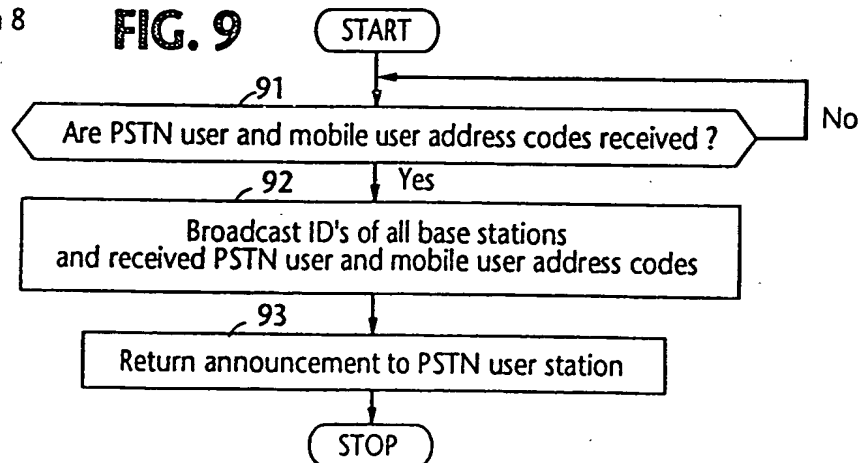 8
FIG. 9
START
91
Are PSTN user and mobile user address codes received ?
No
92
Yes
Broadcast ID's of all base stations
and received PSTN user and mobile user address codes
93
Return announcement to PSTN user station
STOP